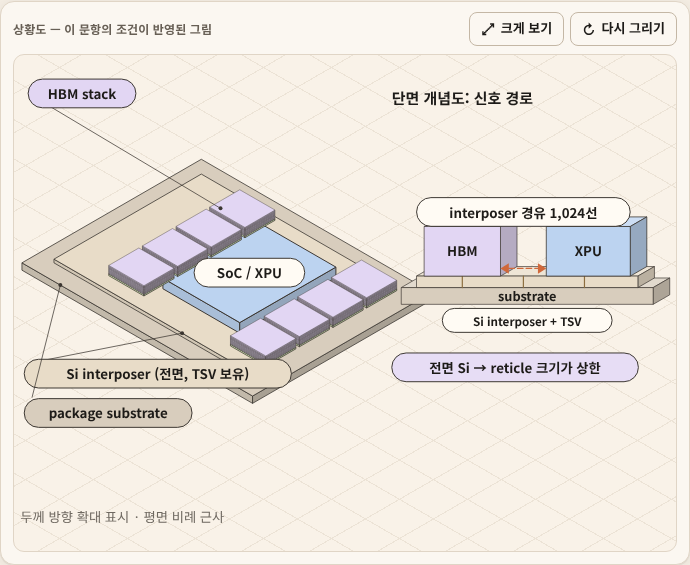 상황도 — 이 문항의 조건이 반영된 그림
크게 보기
다시 그리기
HBM stack
단면 개념도: 신호 경로
interposer 경유 1,024선
HBM
XPU
SoC / XPU
substrate
Si interposer + TSV
전면 Si → reticle 크기가 상한
Si interposer (전면, TSV 보유)
package substrate
두께 방향 확대 표시 · 평면 비례 근사